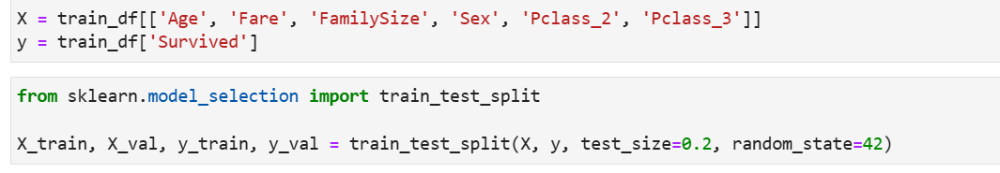 X = train_df[['Age', 'Fare', 'FamilySize', 'Sex', 'Pclass_2', 'Pclass_3']]
y = train_df['Survived']
from sklearn.model_selection import train_test_split
X_train, X_val, y_train, y_val = train_test_split(X, y, test_size=0.2, random_state=42)